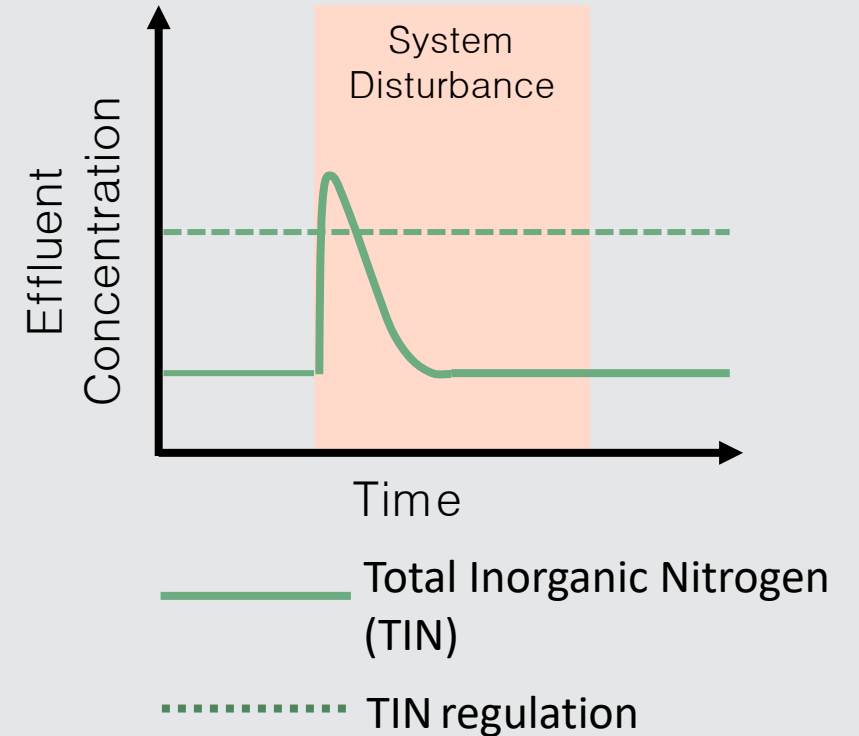 System
Disturbance
Effluent
Concentration
Time
Total Inorganic Nitrogen
(TIN)
TIN regulation